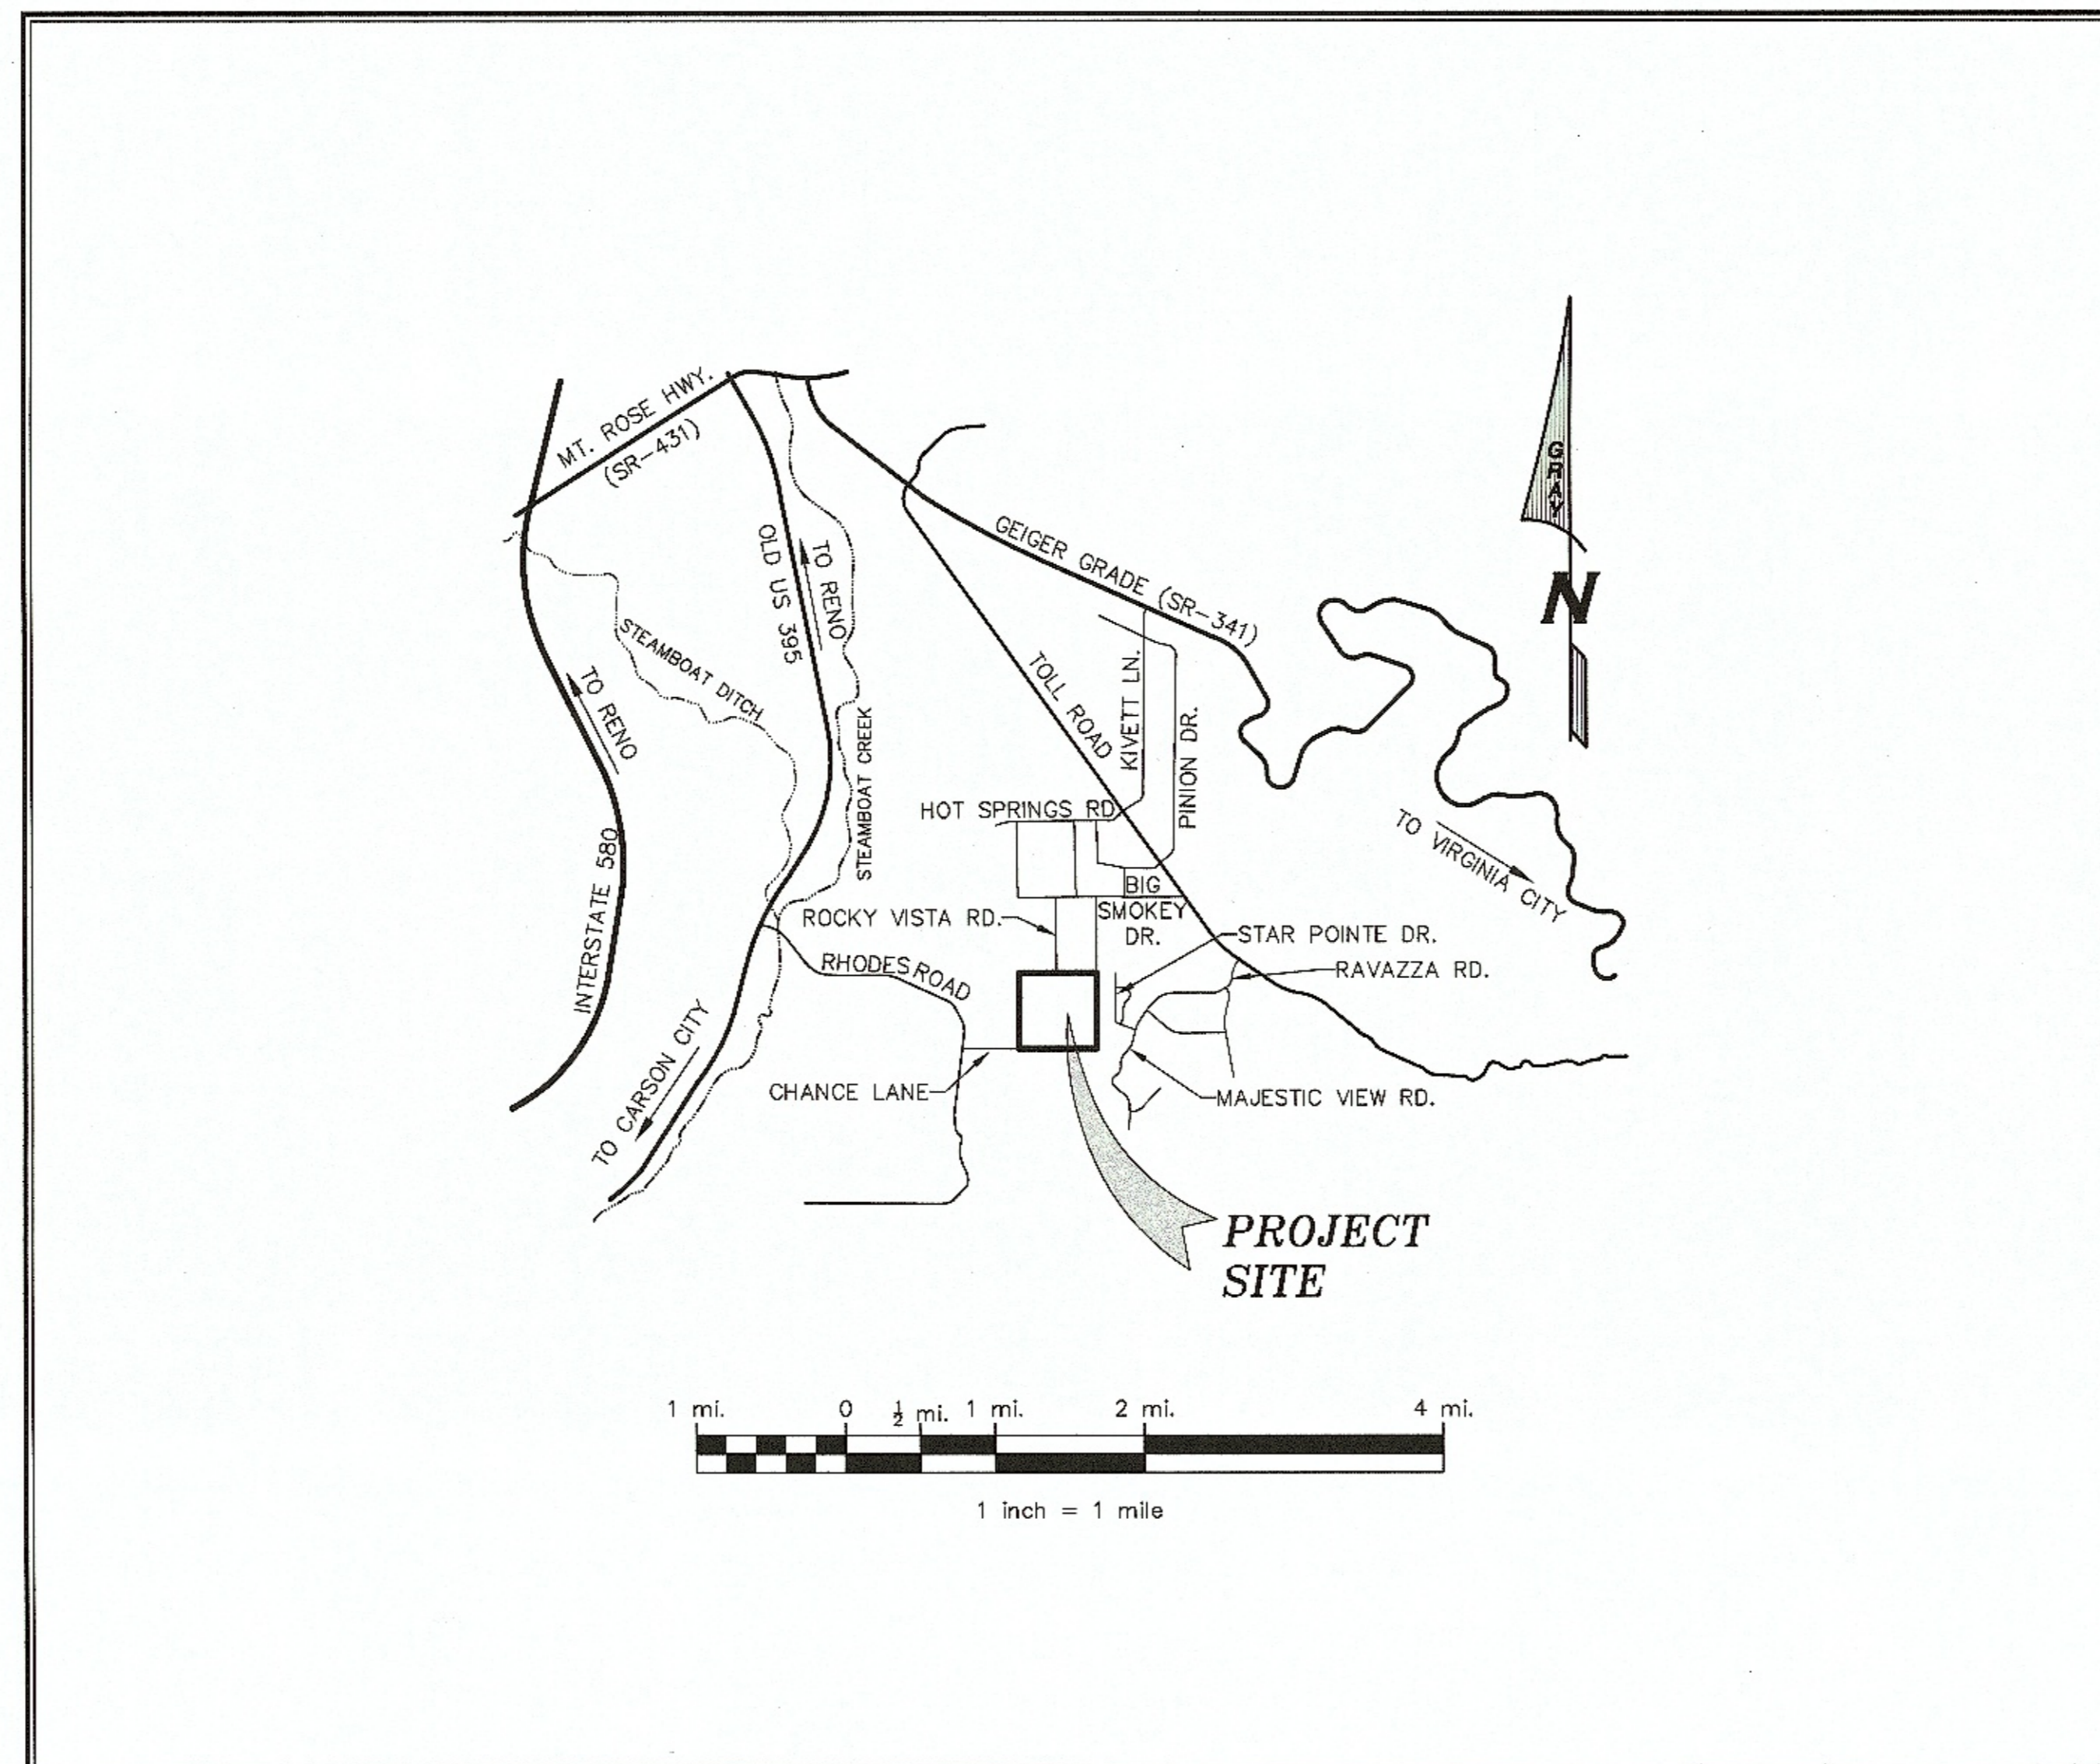 MT. ROSE HWY.
(SR-431)
GRAY
N
GEIGER GRADE (SR-341)
OLD US 395
TO RENO
STEAMBOAT DITCH
TO RENO
TOLL ROAD
KIVETT LN.
PINION DR.
STEAMBOAT CREEK
HOT SPRINGS RD
TO VIRGINIA CITY
INTERSTATE 580
BIG
SMOKEY
DR.
ROCKY VISTA RD.
STAR POINTE DR.
RHODES ROAD
RAVAZZA RD.
TO CARSON CITY
CHANCE LANE
MAJESTIC VIEW RD.
PROJECT
SITE
1 mi. 0 ½ mi. 1 mi. 2 mi. 4 mi.
1 inch = 1 mile